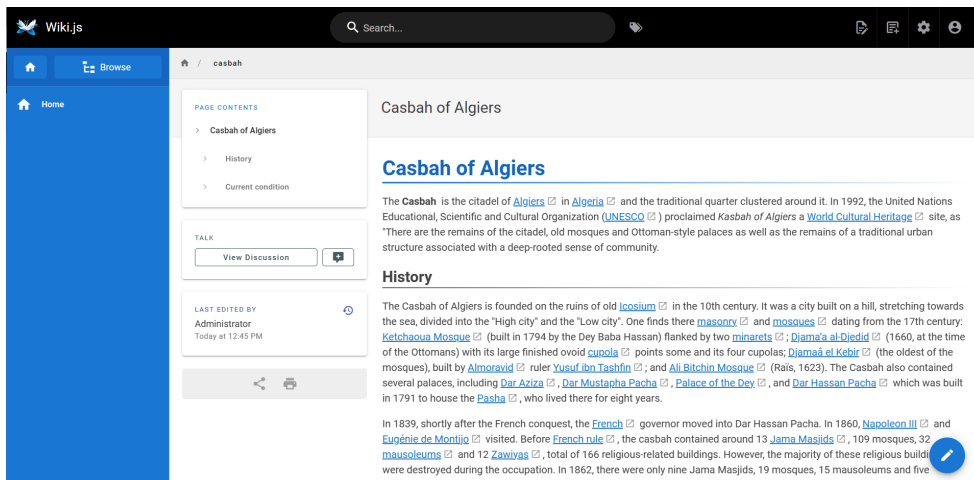 Wiki.js
Search...
Browse
casbah
Home
PAGE CONTENTS
Casbah of Algiers
History
Current condition
TALK
View Discussion
LAST EDITED BY
Administrator
Today at 12:45 PM
Casbah of Algiers
Casbah of Algiers
The Casbah is the citadel of Algiers in Algeria and the traditional quarter clustered around it. In 1992, the United Nations
Educational, Scientific and Cultural Organization (UNESCO ) proclaimed Kasbah of Algiers a World Cultural Heritage site, as
"There are the remains of the citadel, old mosques and Ottoman-style palaces as well as the remains of a traditional urban
structure associated with a deep-rooted sense of community.
History
The Casbah of Algiers is founded on the ruins of old Icosium in the 10th century. It was a city built on a hill, stretching towards
the sea, divided into the "High city" and the "Low city". One finds there masonry and mosques dating from the 17th century:
Ketchaoua Mosque (built in 1794 by the Dey Baba Hassan) flanked by two minarets ; Djama'a al-Djedid (1660, at the time
of the Ottomans) with its large finished ovoid cupola points some and its four cupolas; Djamaâ el Kebir (the oldest of the
mosques), built by Almoravid ruler Yusuf ibn Tashfin ; and Ali Bitchin Mosque (Raïs, 1623). The Casbah also contained
several palaces, including Dar Aziza , Dar Mustapha Pacha , Palace of the Dey , and Dar Hassan Pacha which was built
in 1791 to house the Pasha , who lived there for eight years.
In 1839, shortly after the French conquest, the French governor moved into Dar Hassan Pacha. In 1860, Napoleon III and
Eugénie de Montijo visited. Before French rule , the casbah contained around 13 Jama Masjids , 109 mosques, 32
mausoleums and 12 Zawiyas , total of 166 religious-related buildings. However, the majority of these religious buildi
were destroyed during the occupation. In 1862, there were only nine Jama Masjids, 19 mosques, 15 mausoleums and five